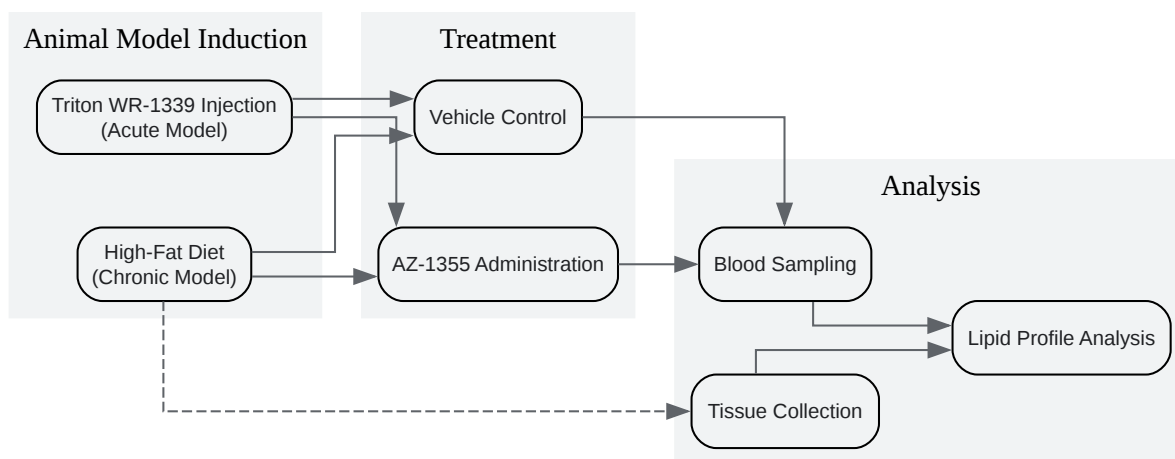 Animal Model Induction
Treatment
Triton WR-1339 Injection
(Acute Model)
Vehicle Control
Analysis
High-Fat Diet
(Chronic Model)
AZ-1355 Administration
Blood Sampling
Lipid Profile Analysis
Tissue Collection